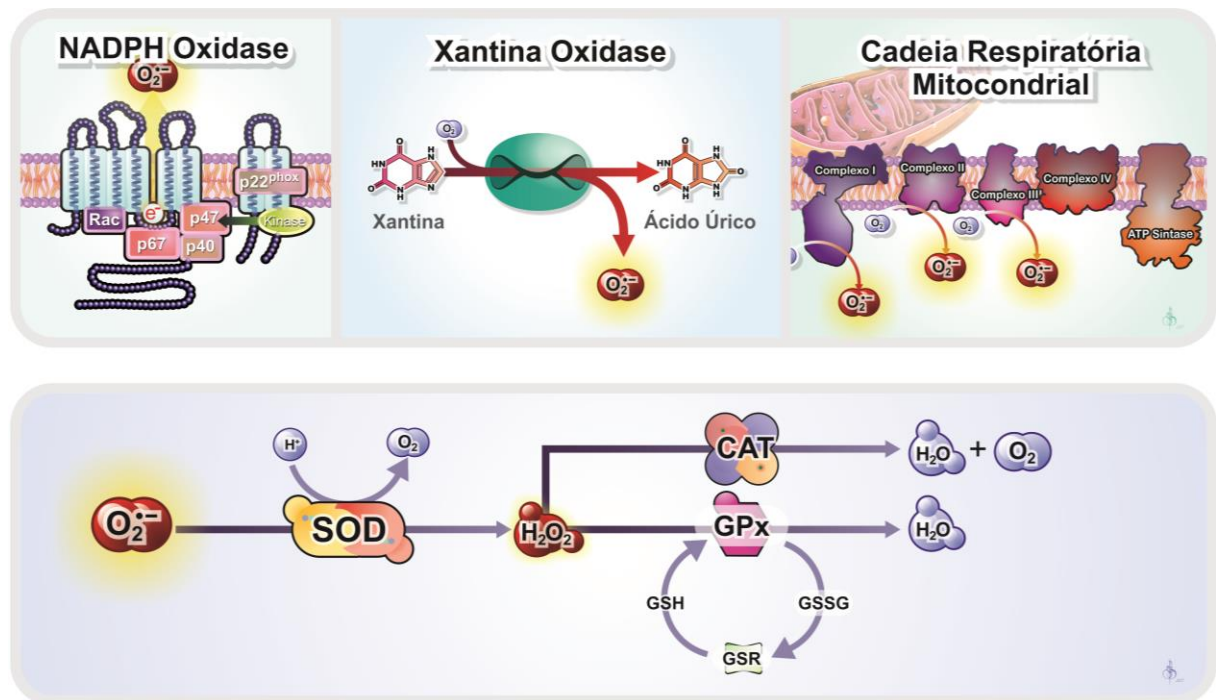 NADPH Oxidase
O₂•−
p22phox
Rac
e⁻
p47
Kinase
p67
p40
Xantina Oxidase
O
O₂
HN
H
N
O
N
H
N
Xantina
O
HN
H
N
O
N
H
N
H
O
Ácido Úrico
O₂•−
Cadeia Respiratória
Mitocondrial
Complexo I
Complexo II
Complexo III
Complexo IV
ATP Sintase
O₂
O₂
O₂•−
O₂•−
O₂•−
H⁺
O₂
O₂•−
SOD
H₂O₂
CAT
H₂O + O₂
GPx
H₂O
GSH
GSSG
GSR